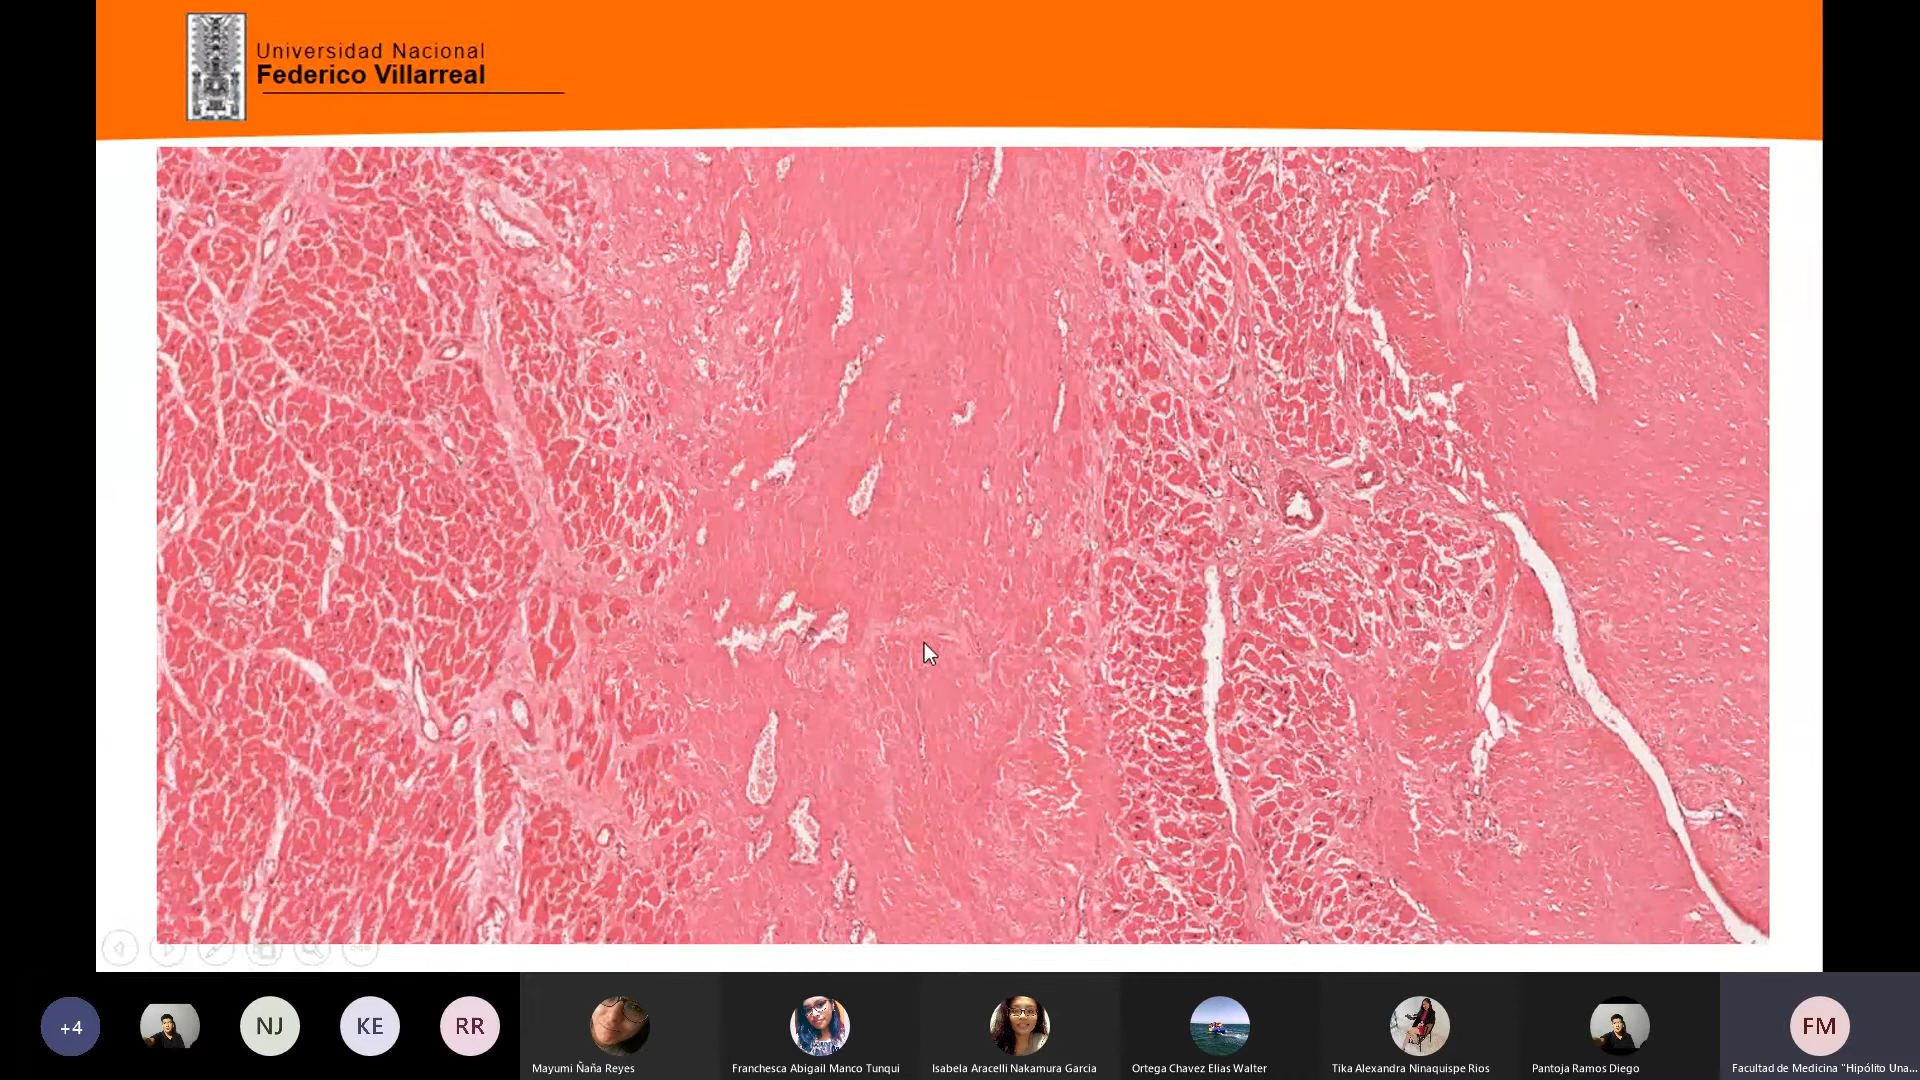 Universidad Nacional
Federico Villarreal
+4
NJ
KE
RR
FM
Mayumi Ñaña Reyes
Franchesca Abigail Manco Tunqui
Isabela Aracelli Nakamura Garcia
Ortega Chavez Elias Walter
Tika Alexandra Ninaquispe Rios
Pantoja Ramos Diego
Facultad de Medicina "Hipólito Una...